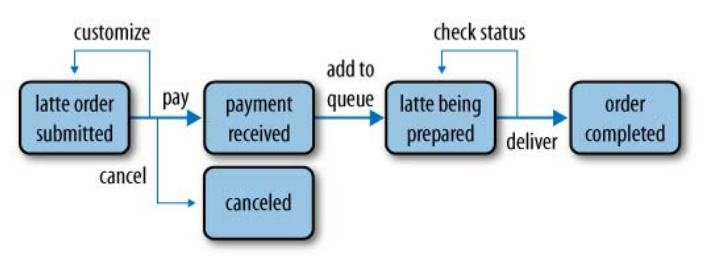 customize
check status
latte order
submitted
pay
payment
received
add to
queue
latte being
prepared
deliver
order
completed
cancel
canceled